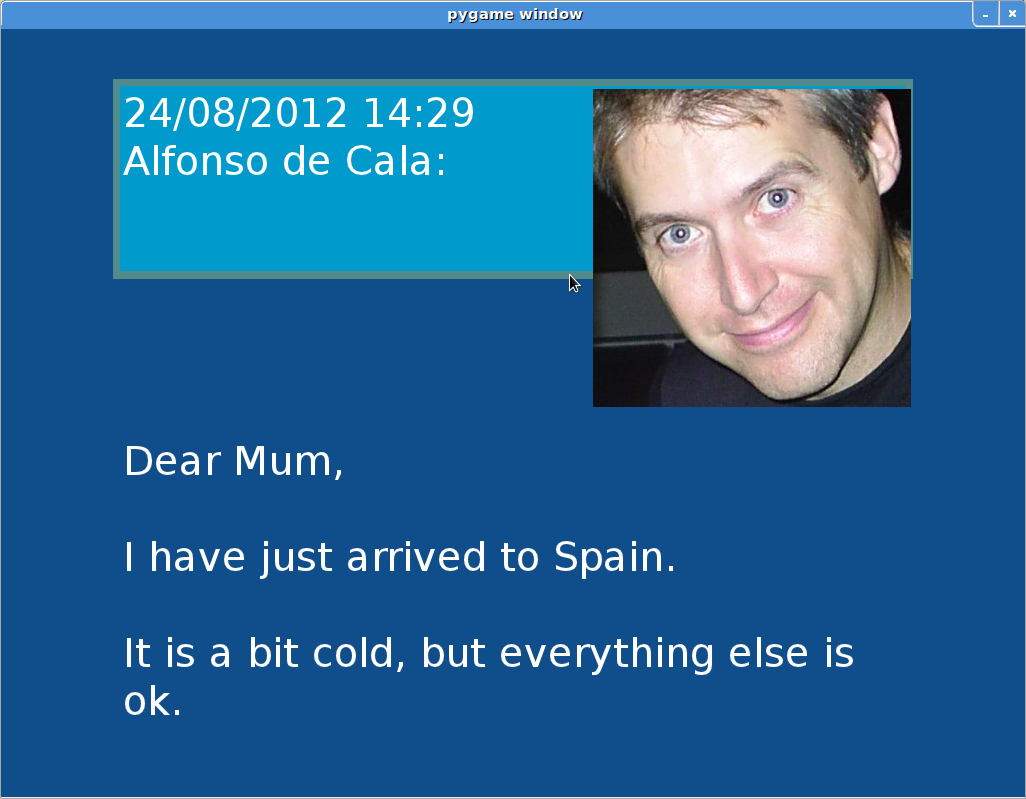 pygame window
24/08/2012 14:29
Alfonso de Cala:
Dear Mum,
I have just arrived to Spain.
It is a bit cold, but everything else is
ok.